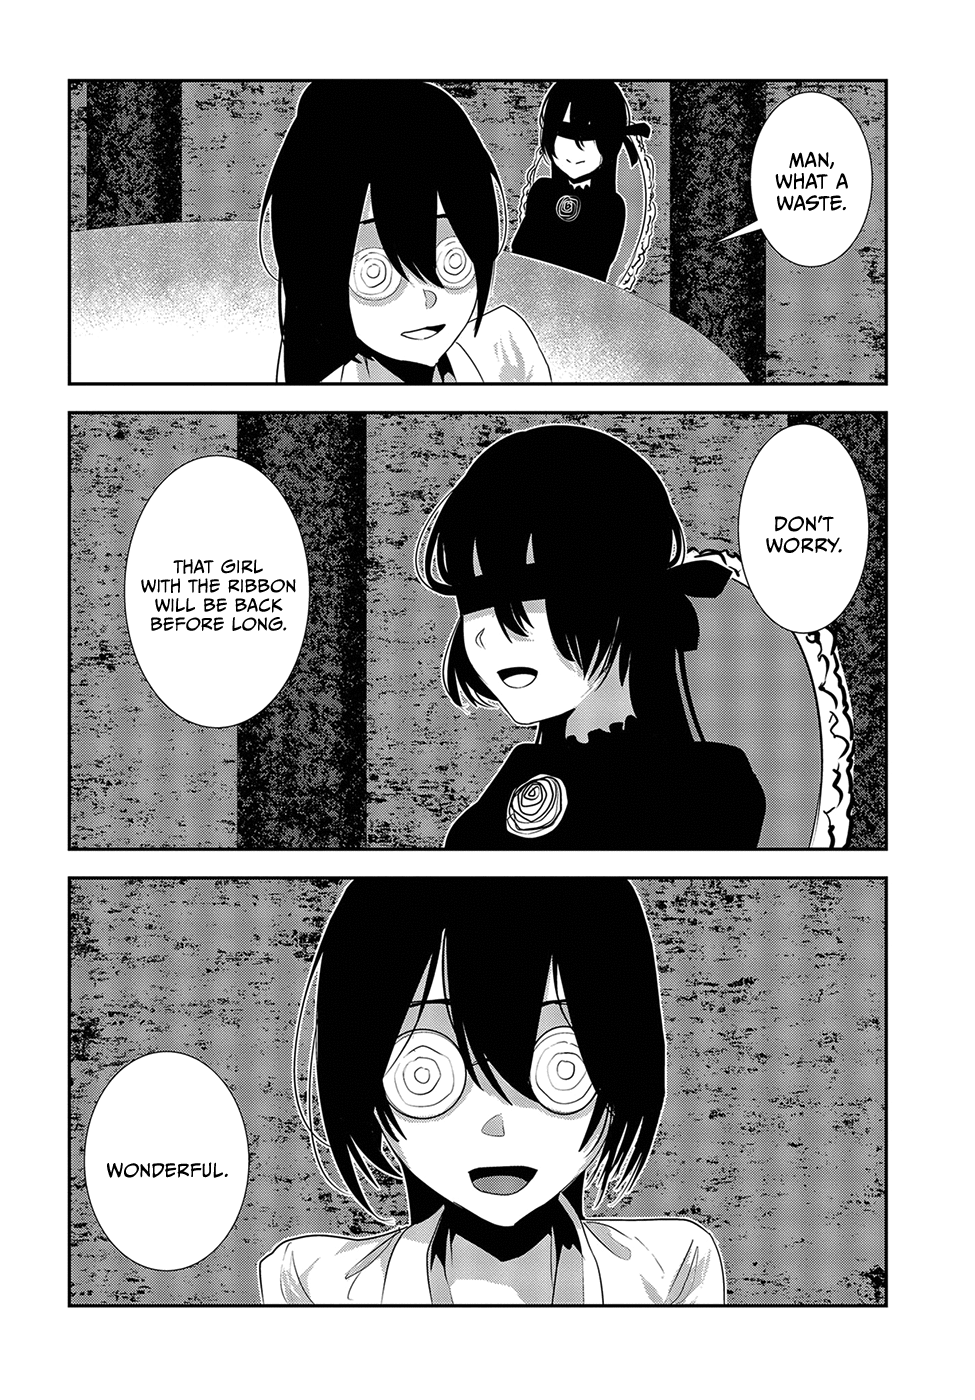 MAN,
WHAT A
WASTE.
DON'T
WORRY.
THAT GIRL
WITH THE RIBBON
WILL BE BACK
BEFORE LONG.
WONDERFUL.